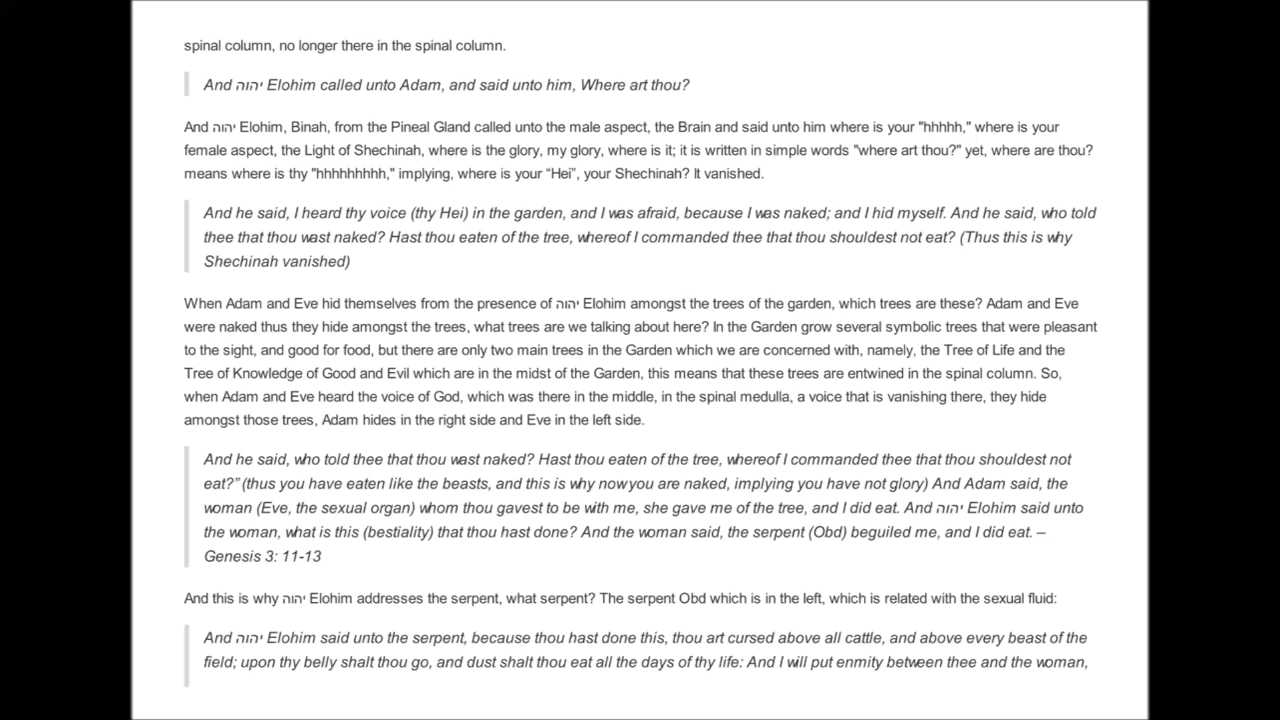 spinal column, no longer there in the spinal column.
And יהוה Elohim called unto Adam, and said unto him, Where art thou?
And יהוה Elohim, Binah, from the Pineal Gland called unto the male aspect, the Brain and said unto him where is your "hhhhh," where is your
female aspect, the Light of Shechinah, where is the glory, my glory, where is it; it is written in simple words "where art thou?" yet, where are thou?
means where is thy "hhhhhhhhh," implying, where is your “Hei”, your Shechinah? It vanished.
And he said, I heard thy voice (thy Hei) in the garden, and I was afraid, because I was naked; and I hid myself. And he said, who told
thee that thou wast naked? Hast thou eaten of the tree, whereof I commanded thee that thou shouldest not eat? (Thus this is why
Shechinah vanished)
When Adam and Eve hid themselves from the presence of יהוה Elohim amongst the trees of the garden, which trees are these? Adam and Eve
were naked thus they hide amongst the trees, what trees are we talking about here? In the Garden grow several symbolic trees that were pleasant
to the sight, and good for food, but there are only two main trees in the Garden which we are concerned with, namely, the Tree of Life and the
Tree of Knowledge of Good and Evil which are in the midst of the Garden, this means that these trees are entwined in the spinal column. So,
when Adam and Eve heard the voice of God, which was there in the middle, in the spinal medulla, a voice that is vanishing there, they hide
amongst those trees, Adam hides in the right side and Eve in the left side.
And he said, who told thee that thou wast naked? Hast thou eaten of the tree, whereof I commanded thee that thou shouldest not
eat?” (thus you have eaten like the beasts, and this is why now you are naked, implying you have not glory) And Adam said, the
woman (Eve, the sexual organ) whom thou gavest to be with me, she gave me of the tree, and I did eat. And יהוה Elohim said unto
the woman, what is this (bestiality) that thou hast done? And the woman said, the serpent (Obd) beguiled me, and I did eat. –
Genesis 3: 11-13
And this is why יהוה Elohim addresses the serpent, what serpent? The serpent Obd which is in the left, which is related with the sexual fluid:
And יהוה Elohim said unto the serpent, because thou hast done this, thou art cursed above all cattle, and above every beast of the
field; upon thy belly shalt thou go, and dust shalt thou eat all the days of thy life: And I will put enmity between thee and the woman,